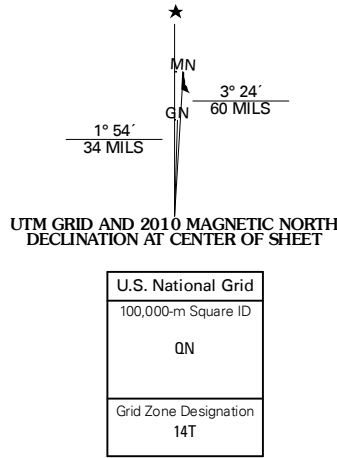 MN
3° 24´
60 MILS
GN
1° 54´
34 MILS
UTM GRID AND 2010 MAGNETIC NORTH
DECLINATION AT CENTER OF SHEET
U.S. National Grid
100,000-m Square ID
QN
Grid Zone Designation
14T